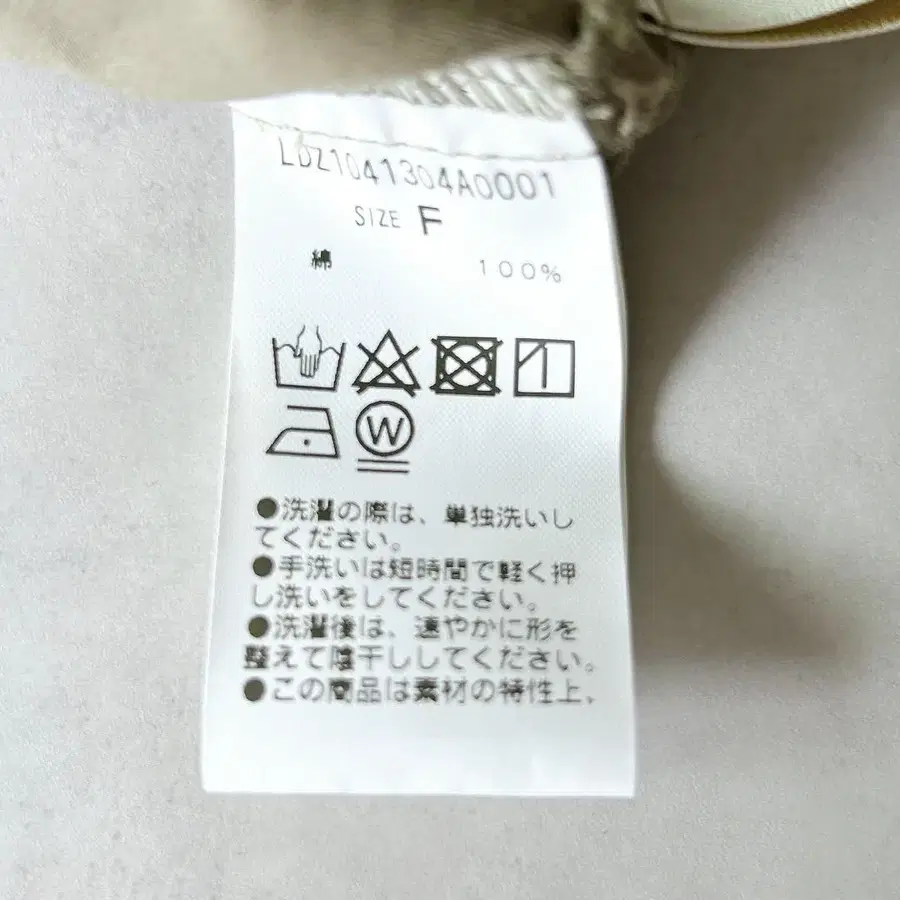 LDZ1041304A0001
SIZE F
綿 100%
W
●洗濯の際は、単独洗いし
てください。
●手洗いは短時間で軽く押
し洗いをしてください。
●洗濯後は、速やかに形を
整えて陰干ししてください。
●この商品は素材の特性上、